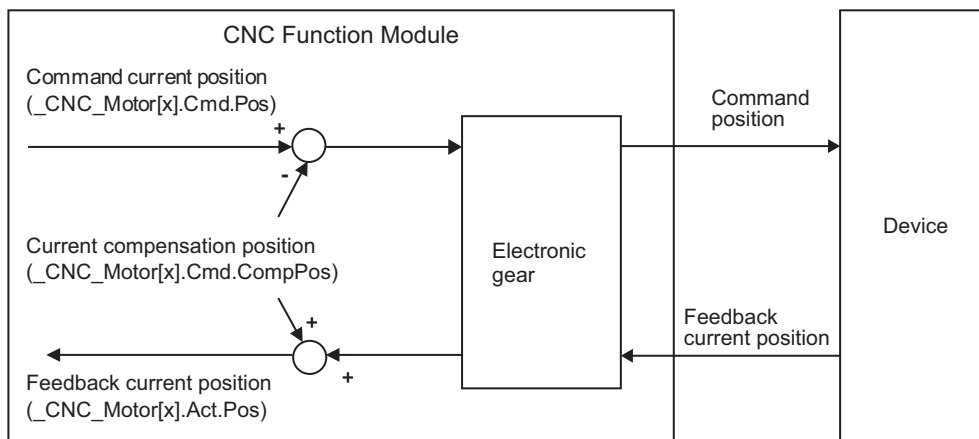 CNC Function Module
Command current position
(_CNC_Motor[x].Cmd.Pos)
+
-
Current compensation position
(_CNC_Motor[x].Cmd.CompPos)
+
+
Feedback current position
(_CNC_Motor[x].Act.Pos)
Electronic
gear
Command
position
Feedback
current position
Device